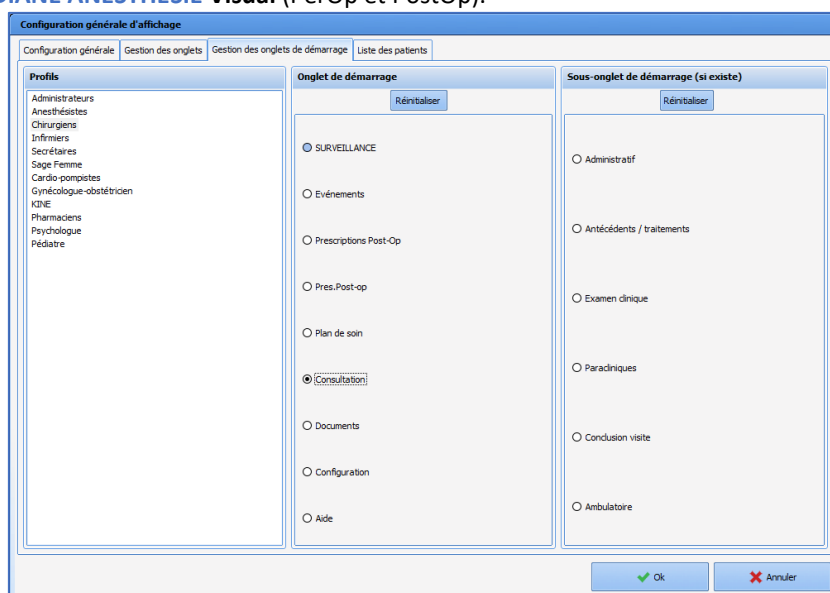 DIANE ANESTHESIE Visual (PerOp et PostOp).
Configuration générale d'affichage
Configuration générale Gestion des onglets Gestion des onglets de démarrage Liste des patients
Profils
Administrateurs
Anesthésistes
Chirurgiens
Infirmiers
Secrétaires
Sage Femme
Cardio-pompistes
Gynécologue-obstétricien
KINE
Pharmaciens
Psychologue
Pédiatre
Onglet de démarrage
Réinitialiser
SURVEILLANCE
Evénements
Prescriptions Post-Op
Pres.Post-op
Plan de soin
Consultation
Documents
Configuration
Aide
Sous-onglet de démarrage (si existe)
Réinitialiser
Administratif
Antécédents / traitements
Examen clinique
Paracliniques
Conclusion visite
Ambulatoire
Ok
Annuler